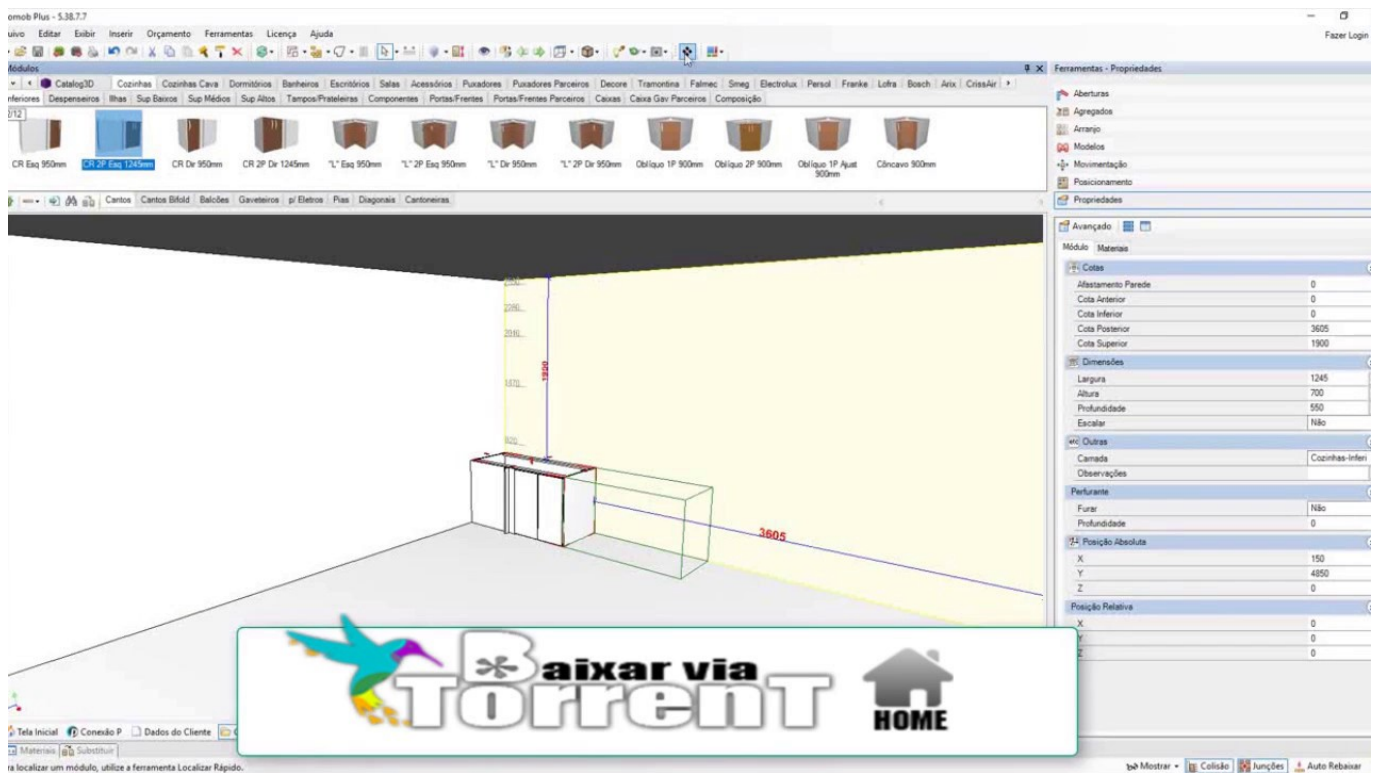 omob Plus - 5.38.7.7
uivo Editar Exibir Inserir Orçamento Ferramentas Licença Ajuda
Fazer Login
Módulos
Ferramentas - Propriedades
Catalog3D Cozinhas Cozinhas Cava Dormitórios Banheiros Escritórios Salas Acessórios Puxadores Puxadores Parceiros Decore Tramontina Falmec Smeg Electrolux Persol Franke Lofra Bosch Arix CrissAir
nferiores Despenseiros Ilhas Sup Baixos Sup Médios Sup Altos Tampos/Prateleiras Componentes Portas/Frentes Portas/Frentes Parceiros Caixas Caixa Gav Parceiros Composição
2/12
CR Esq 950mm
CR 2P Esq 1245mm
CR Dir 950mm
CR 2P Dir 1245mm
"L" Esq 950mm
"L" 2P Esq 950mm
"L" Dir 950mm
"L" 2P Dir 950mm
Oblíquo 1P 900mm
Oblíquo 2P 900mm
Oblíquo 1P Ajust
900mm
Côncavo 900mm
Cantos Cantos Bifold Balcões Gaveteiros p/ Eletros Pias Diagonais Cantoneiras
Aberturas
Agregados
Arranjo
Modelos
Movimentação
Posicionamento
Propriedades
Avançado
Módulo Materiais
Cotas
Afastamento Parede 0
Cota Anterior 0
Cota Inferior 0
Cota Posterior 3605
Cota Superior 1900
Dimensões
Largura 1245
Altura 700
Profundidade 550
Escalar Não
Outras
Camada Cozinhas-Inferi
Observações
Perfurante
Furar Não
Profundidade 0
Posição Absoluta
X 150
Y 4850
Z 0
Posição Relativa
X 0
Y 0
Z 0
1900
3605
Baixar via
Torrent
HOME
Tela Inicial Conexão P Dados do Cliente
Materiais Substituir
ra localizar um módulo, utilize a ferramenta Localizar Rápido.
Mostrar Colisão Junções Auto Rebaixar